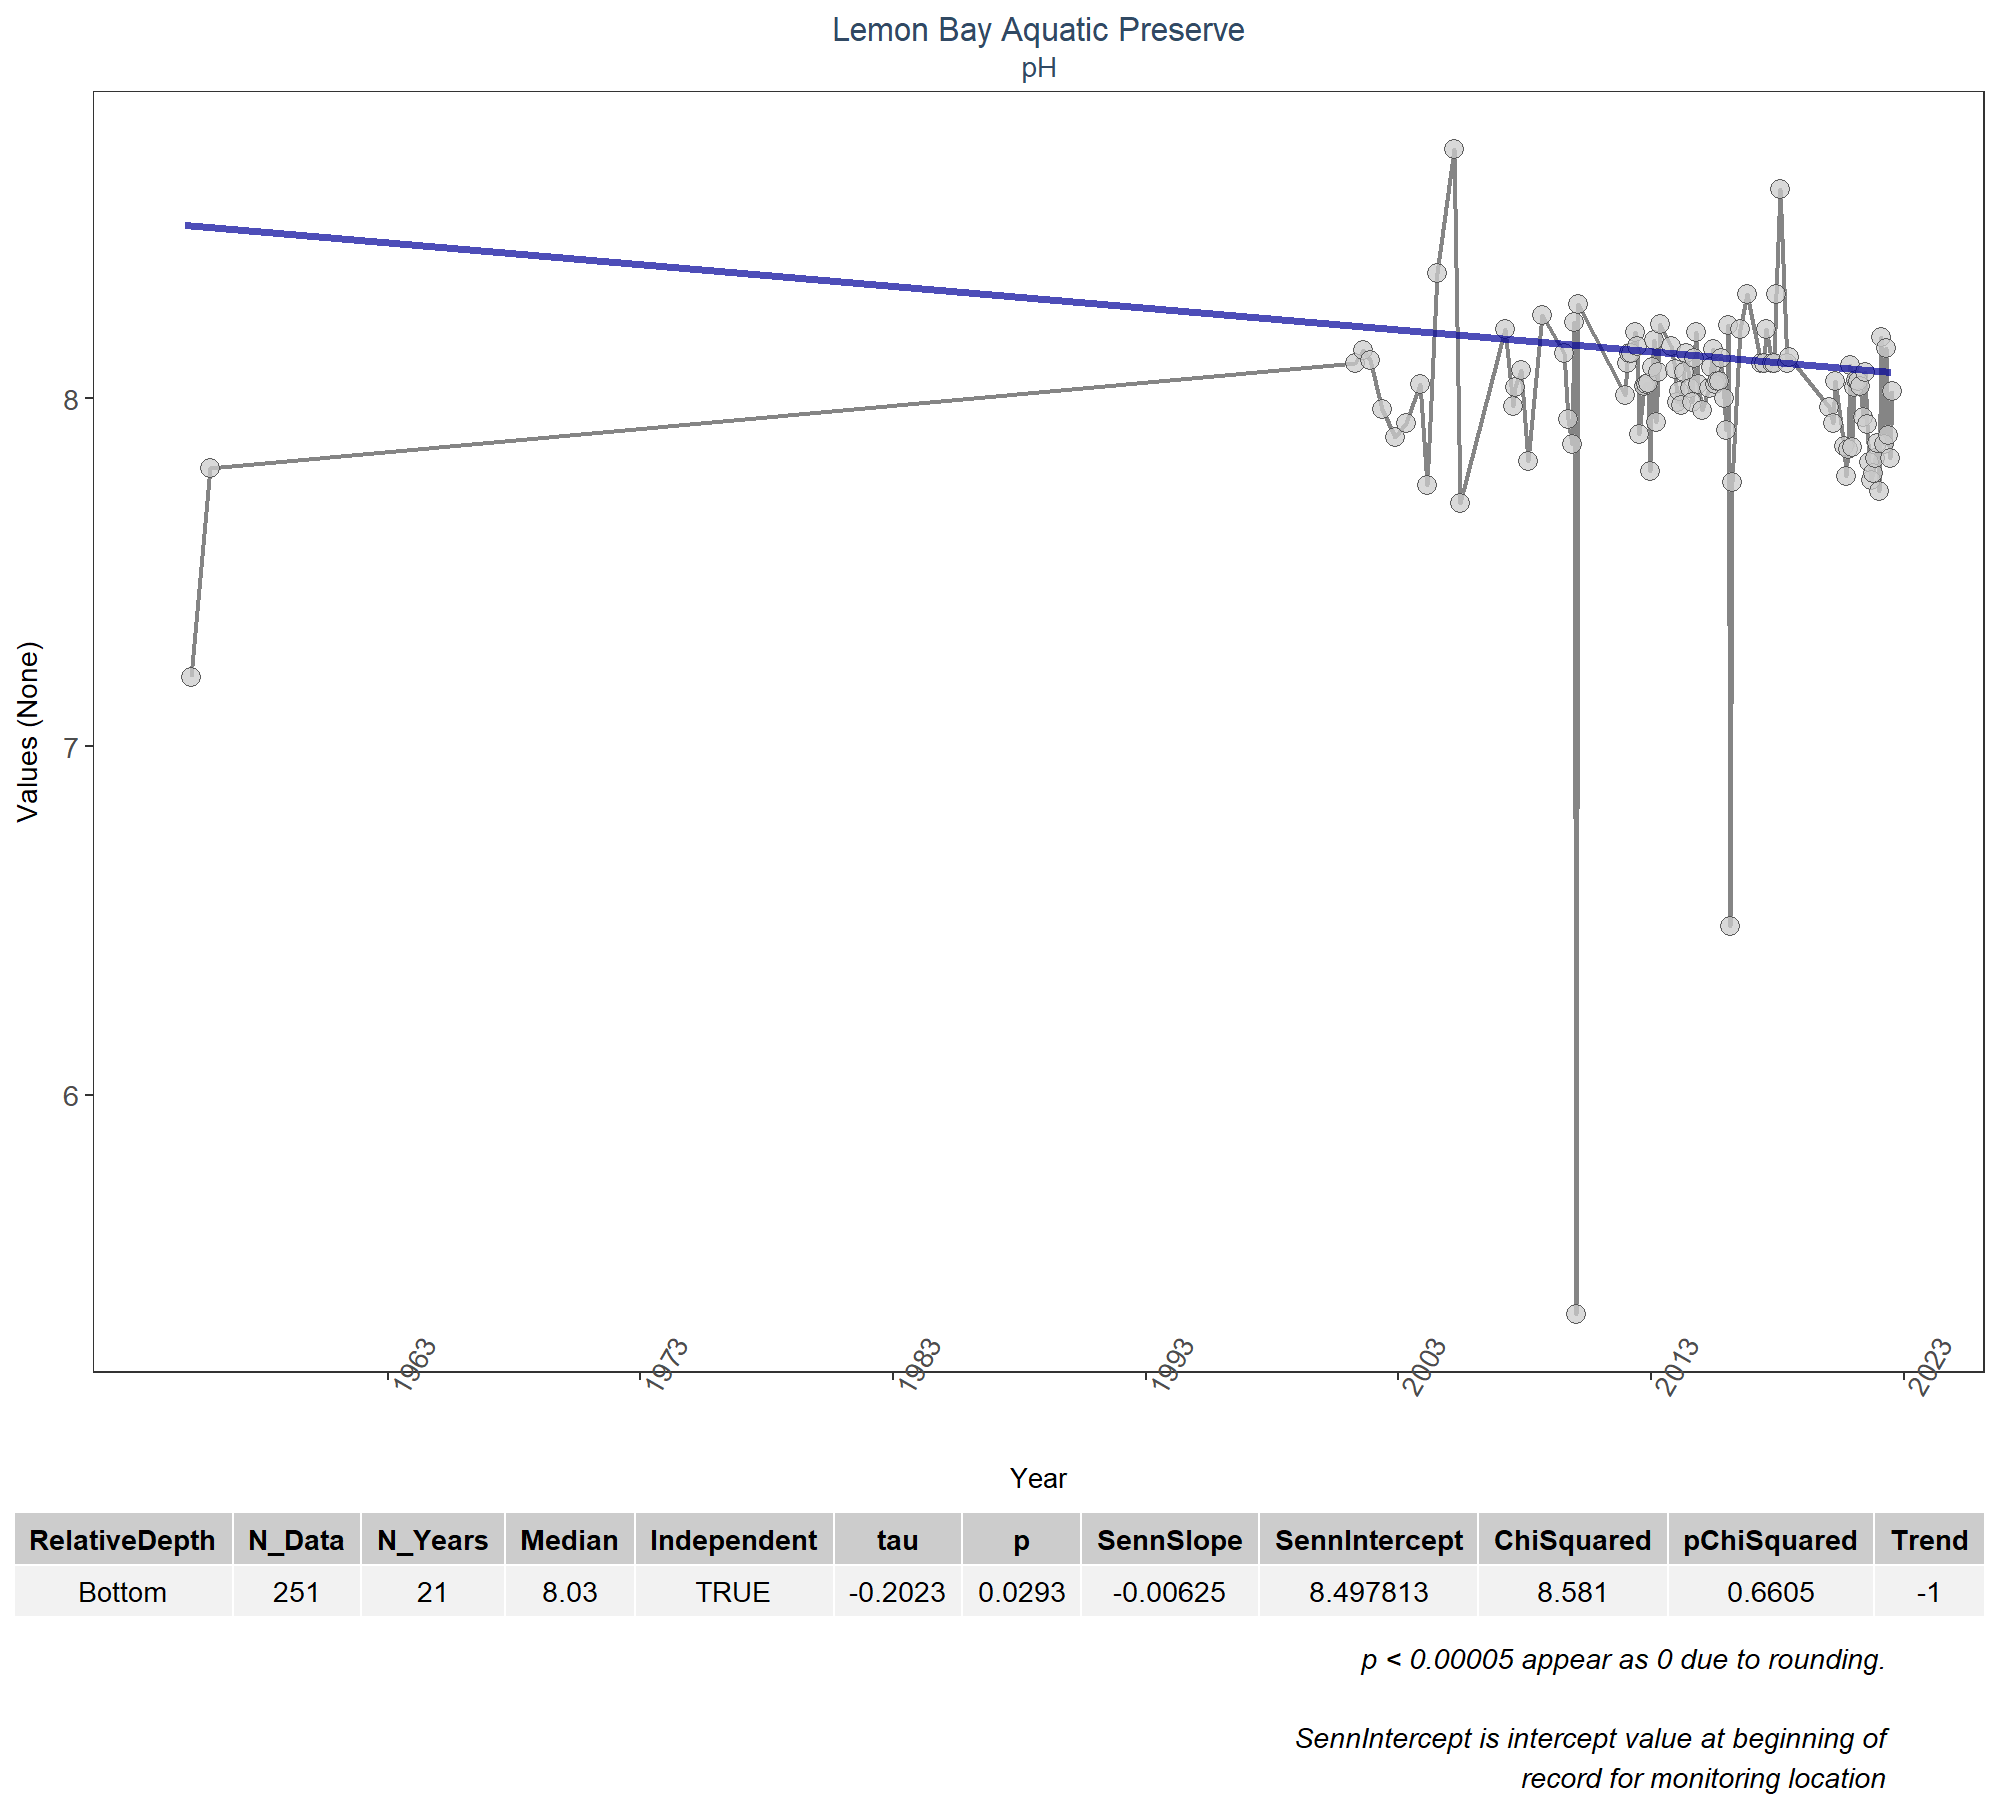 Lemon Bay Aquatic Preserve
pH
Values (None)
8
7
6
1963
1973
1983
1993
2003
2013
2023
Year
RelativeDepth N_Data N_Years Median Independent tau p SennSlope SennIntercept ChiSquared pChiSquared Trend
Bottom 251 21 8.03 TRUE -0.2023 0.0293 -0.00625 8.497813 8.581 0.6605 -1
p < 0.00005 appear as 0 due to rounding.
SennIntercept is intercept value at beginning of
record for monitoring location